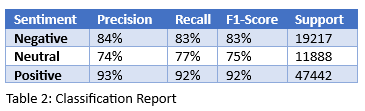 Sentiment Precision Recall F1-Score Support
Negative 84% 83% 83% 19217
Neutral 74% 77% 75% 11888
Positive 93% 92% 92% 47442
Table 2: Classification Report